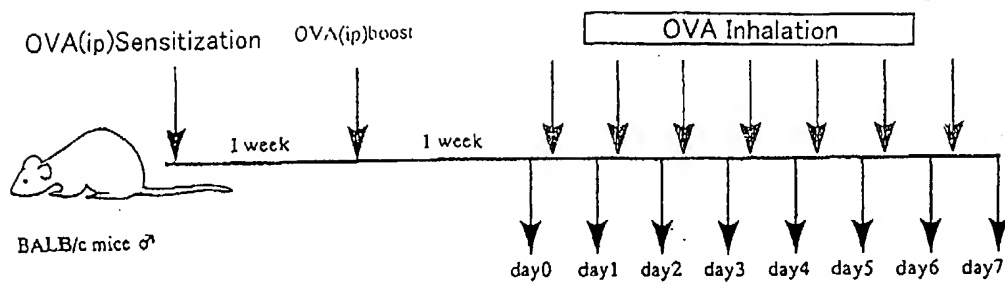 OVA(ip)Sensitization
OVA(ip)boost
OVA Inhalation
1 week
1 week
BALB/c mice ♂
day0 day1 day2 day3 day4 day5 day6 day7